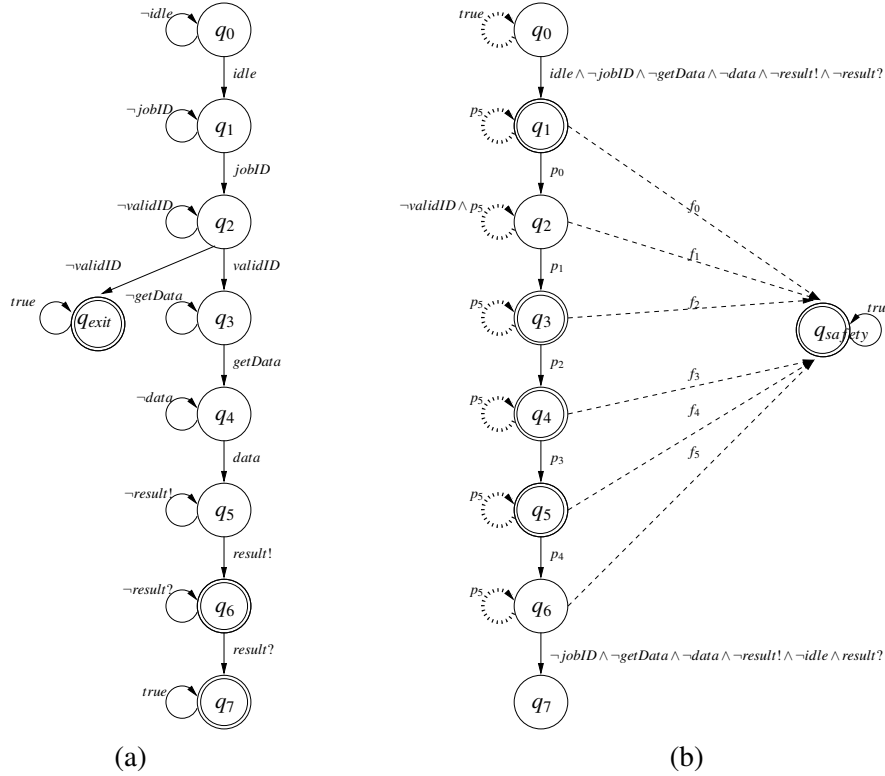 ¬idle
q0
idle
¬jobID
q1
jobID
¬validID
q2
¬validID
validID
true
qexit
¬getData
q3
getData
¬data
q4
data
¬result!
q5
result!
¬result?
q6
result?
true
q7
(a)
true
q0
idle ∧ ¬jobID ∧ ¬getData ∧ ¬data ∧ ¬result! ∧ ¬result?
p5
q1
p0
f0
¬validID ∧ p5
q2
p1
f1
p5
q3
p2
f2
true
qsafety
p5
q4
p3
f3
p5
q5
p4
f4
p5
q6
f5
¬jobID ∧ ¬getData ∧ ¬data ∧ ¬result! ∧ ¬idle ∧ result?
q7
(b)